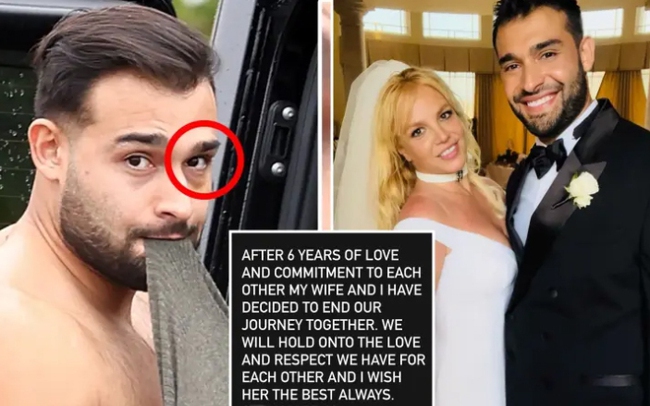 AFTER 6 YEARS OF LOVE
AND COMMITMENT TO EACH
OTHER MY WIFE AND I HAVE
DECIDED TO END OUR
JOURNEY TOGETHER. WE
WILL HOLD ONTO THE LOVE
AND RESPECT WE HAVE FOR
EACH OTHER AND I WISH
HER THE BEST ALWAYS.